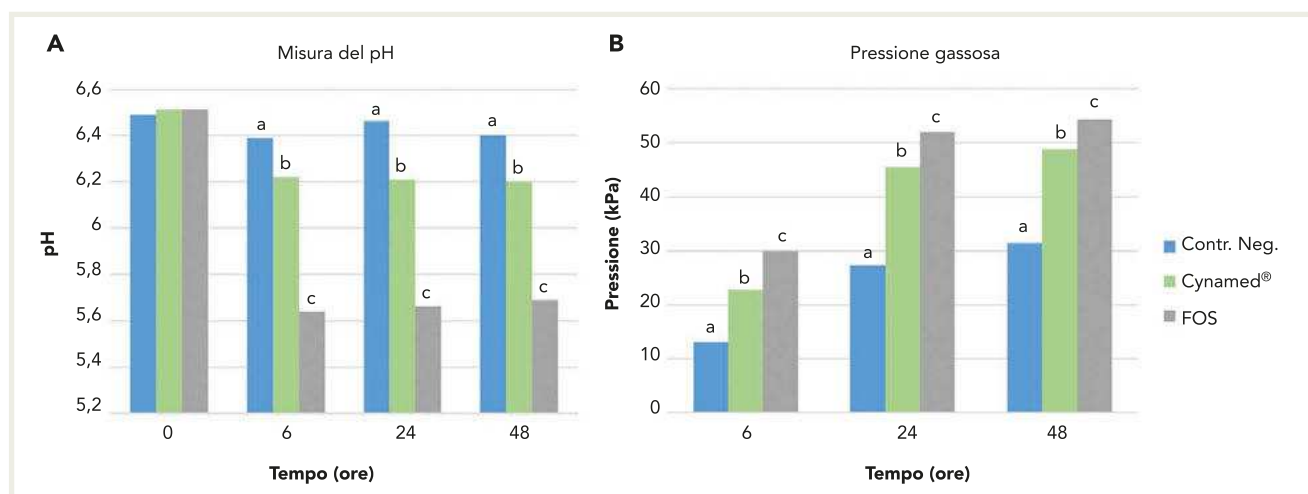 A
Misura del pH
6,6
6,4
6,2
6
5,8
5,6
5,4
5,2
pH
a
b
c
a
b
c
a
b
c
0
6
24
48
Tempo (ore)
B
Pressione gassosa
60
50
40
30
20
10
0
Pressione (kPa)
a
b
c
a
b
c
a
b
c
6
24
48
Tempo (ore)
Contr. Neg.
Cynamed®
FOS